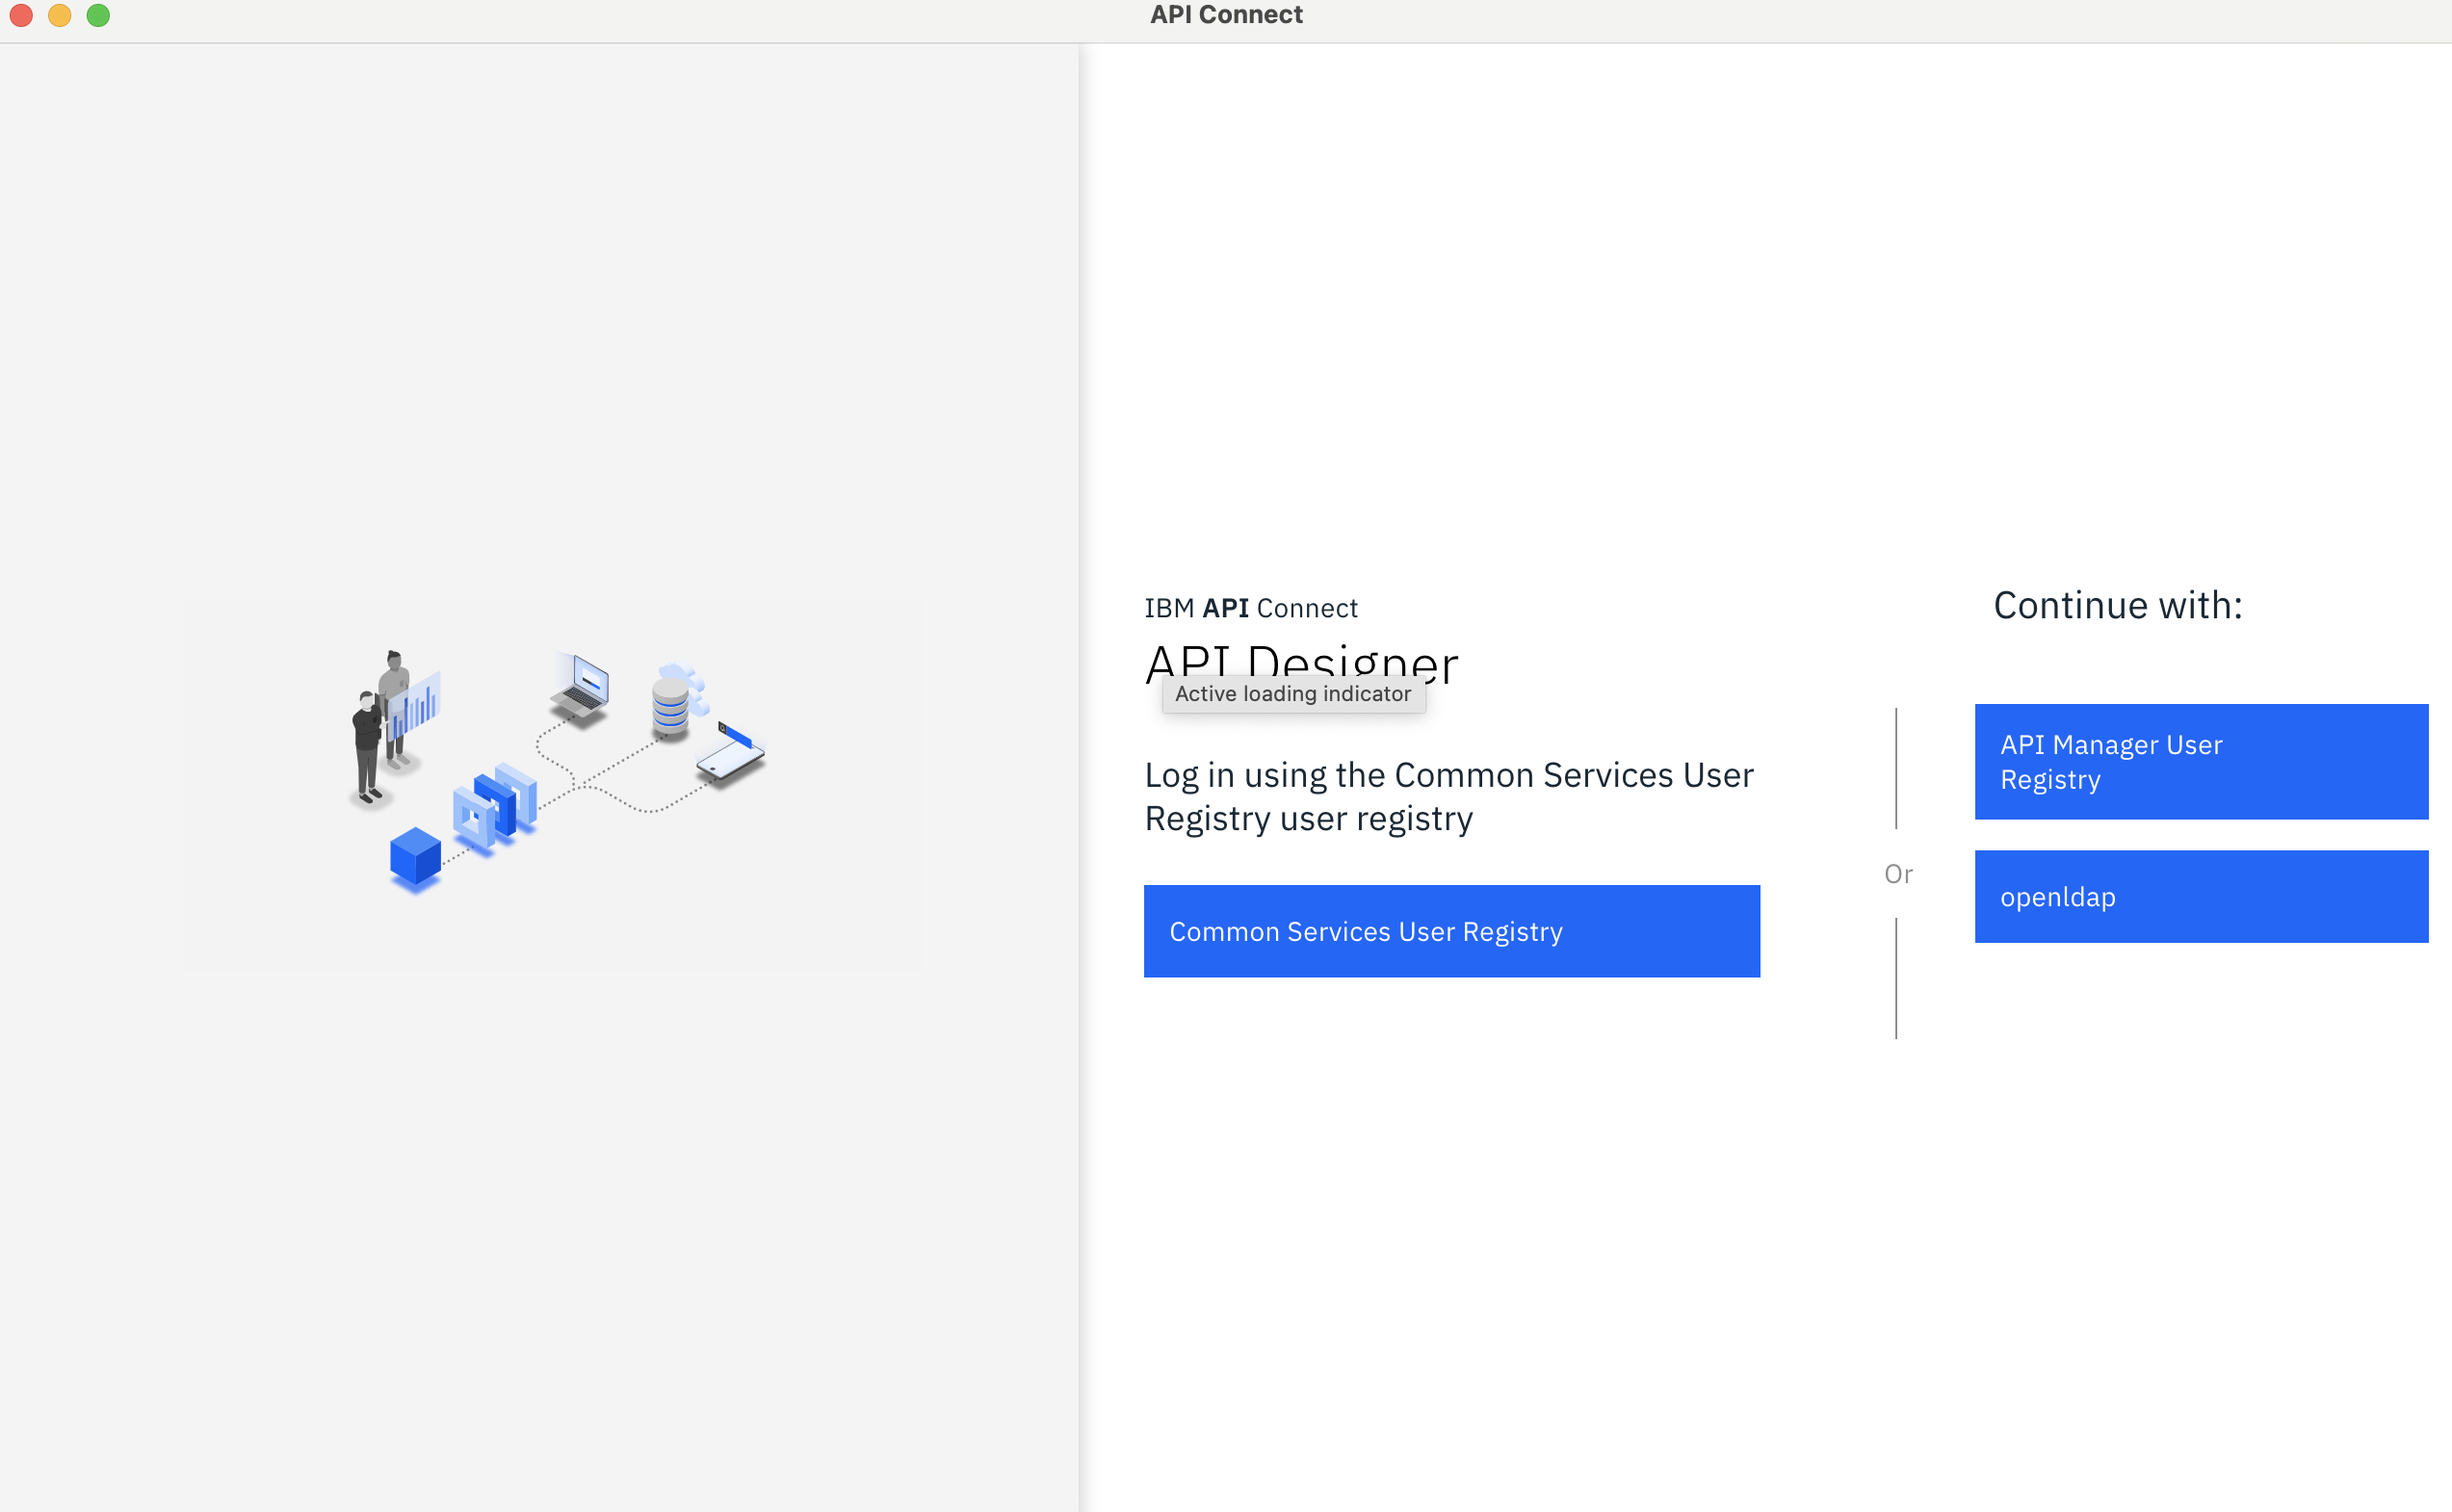 API Connect
IBM API Connect
API Designer
Active loading indicator
Log in using the Common Services User
Registry user registry
Common Services User Registry
Or
Continue with:
API Manager User
Registry
openldap